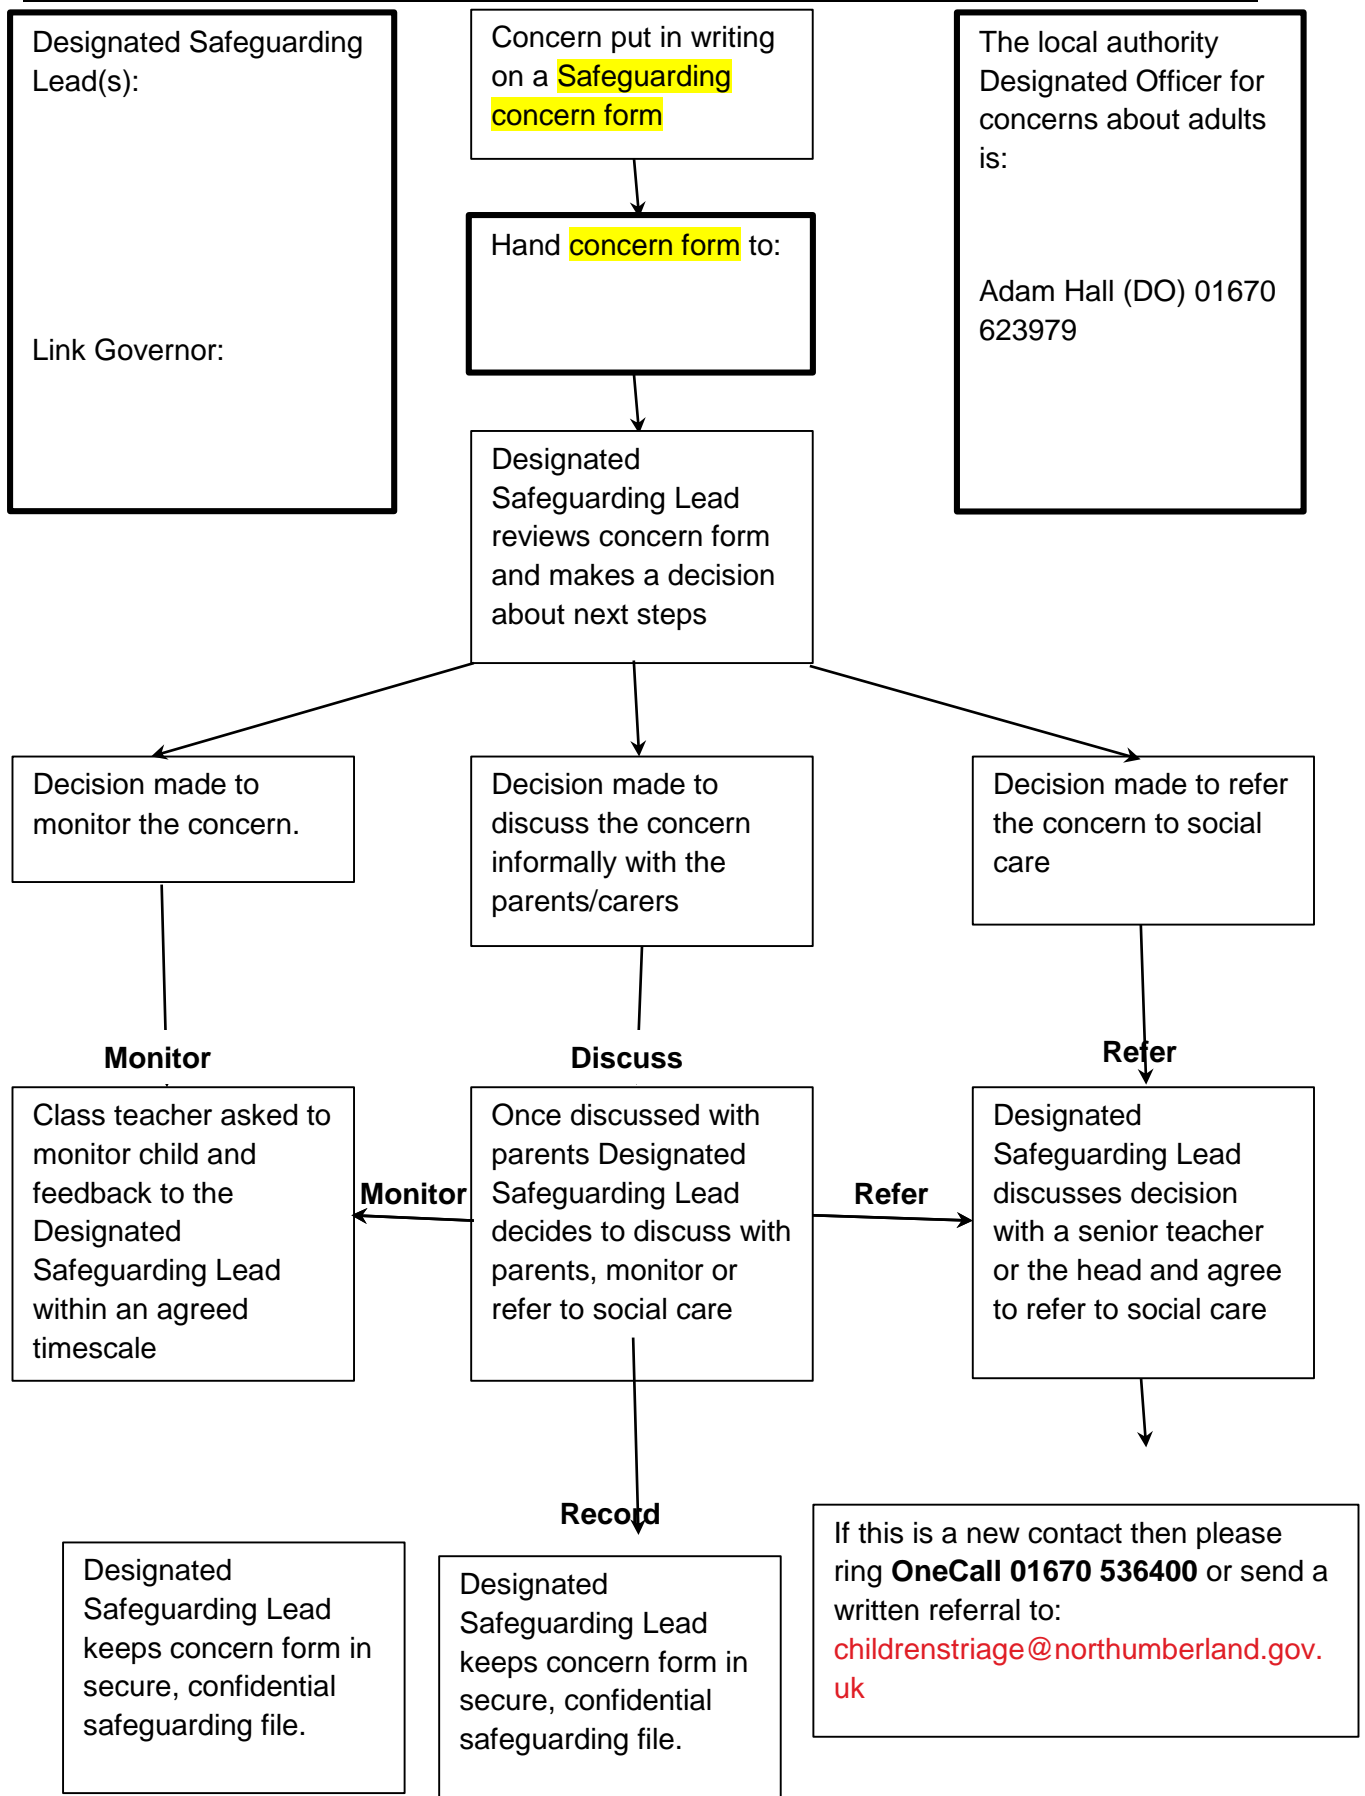 Designated Safeguarding
Lead(s):
Link Governor:
Concern put in writing
on a Safeguarding
concern form
The local authority
Designated Officer for
concerns about adults
is:
Adam Hall (DO) 01670
623979
Hand concern form to:
Designated
Safeguarding Lead
reviews concern form
and makes a decision
about next steps
Decision made to
monitor the concern.
Decision made to
discuss the concern
informally with the
parents/carers
Decision made to refer
the concern to social
care
Monitor
Discuss
Refer
Class teacher asked to
monitor child and
feedback to the
Designated
Safeguarding Lead
within an agreed
timescale
Monitor
Once discussed with
parents Designated
Safeguarding Lead
decides to discuss with
parents, monitor or
refer to social care
Refer
Designated
Safeguarding Lead
discusses decision
with a senior teacher
or the head and agree
to refer to social care
Record
Designated
Safeguarding Lead
keeps concern form in
secure, confidential
safeguarding file.
Designated
Safeguarding Lead
keeps concern form in
secure, confidential
safeguarding file.
If this is a new contact then please
ring OneCall 01670 536400 or send a
written referral to:
childrenstriage@northumberland.gov.
uk